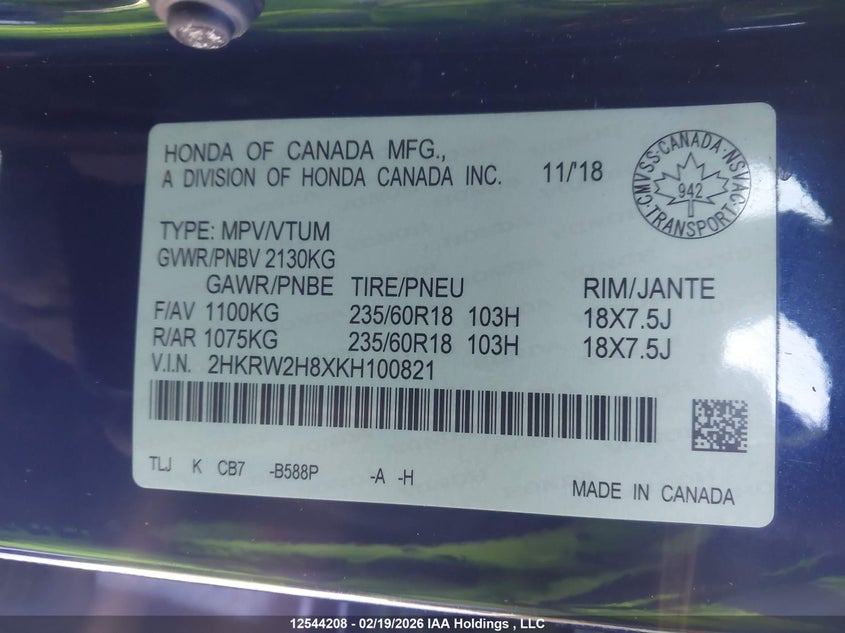 HONDA OF CANADA MFG.,
A DIVISION OF HONDA CANADA INC. 11/'18
CMVSS·CANADA·NSVAC·TRANSPORT·
942
TYPE: MPV/VTUM
GVWR/PNBV 2130KG
GAWR/PNBE TIRE/PNEU RIM/JANTE
F/AV 1100KG 235/60R18 103H 18X7.5J
R/AR 1075KG 235/60R18 103H 18X7.5J
V.I.N. 2HKRW2H8XKH100821
TLJ K CB7 -B588P -A -H
MADE IN CANADA
12544208 - 02/19/2026 IAA Holdings , LLC